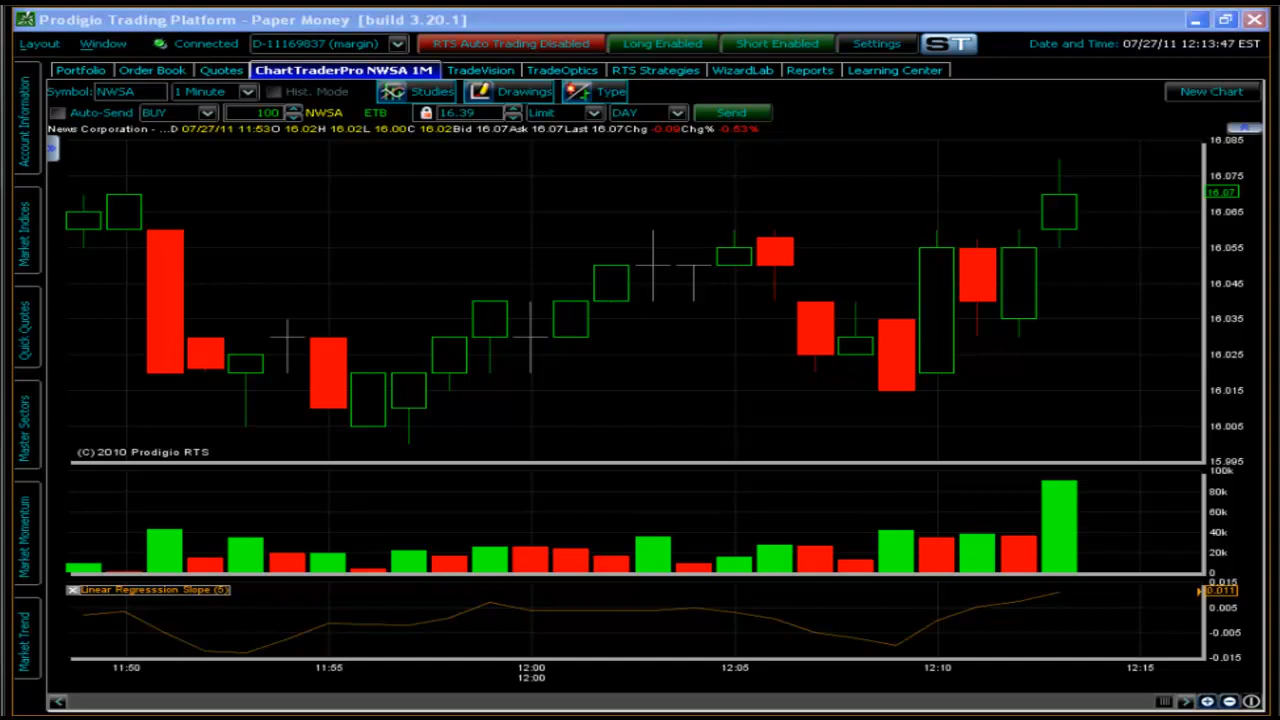 Prodigio Trading Platform - Paper Money [build 3.20.1]
Layout Window Connected D-11169837 (margin) RTS Auto Trading Disabled Long Enabled Short Enabled Settings ST Date and Time: 07/27/11 12:13:47 EST
Portfolio Order Book Quotes ChartTraderPro NWSA 1M TradeVision TradeOptics RTS Strategies WizardLab Reports Learning Center
Symbol: NWSA 1 Minute Hist. Mode Studies Drawings Type New Chart
Auto-Send BUY 100 NWSA ETB 16.39 Limit DAY Send
News Corporation - ...D 07/27/11 11:53O 16.02H 16.02L 16.00C 16.02Bid 16.07Ask 16.07Last 16.07Chg -0.09Chg% -0.53%
Account Information
Market Indices
Quick Quotes
Master Sectors
Market Momentum
Market Trend
16.085
16.075
16.07
16.065
16.055
16.045
16.035
16.025
16.015
16.005
15.995
(C) 2010 Prodigio RTS
100k
80k
60k
40k
20k
0
Linear Regresssion Slope (5)
0.015
0.011
0.005
-0.005
-0.015
11:50 11:55 12:00 12:05 12:10 12:15
12:00